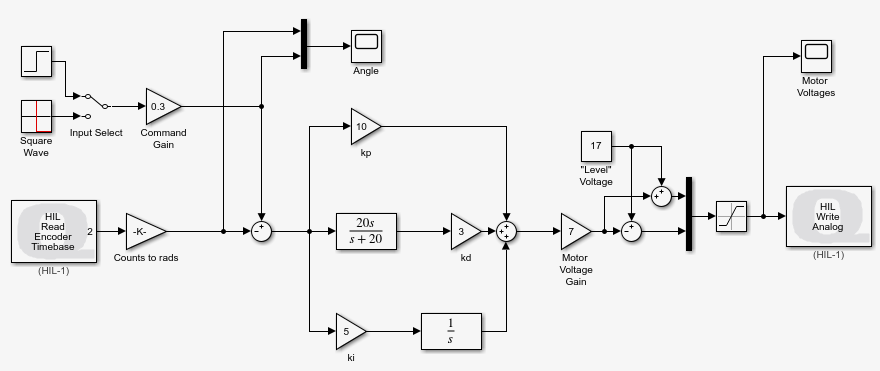 Angle
Motor
Voltages
0.3
Square
Wave
Input Select
Command
Gain
10
kp
17
"Level"
Voltage
HIL
Read
Encoder
Timebase
2
(HIL-1)
-K-
Counts to rads
20s
s + 20
3
kd
7
Motor
Voltage
Gain
HIL
Write
Analog
(HIL-1)
5
ki
1
s